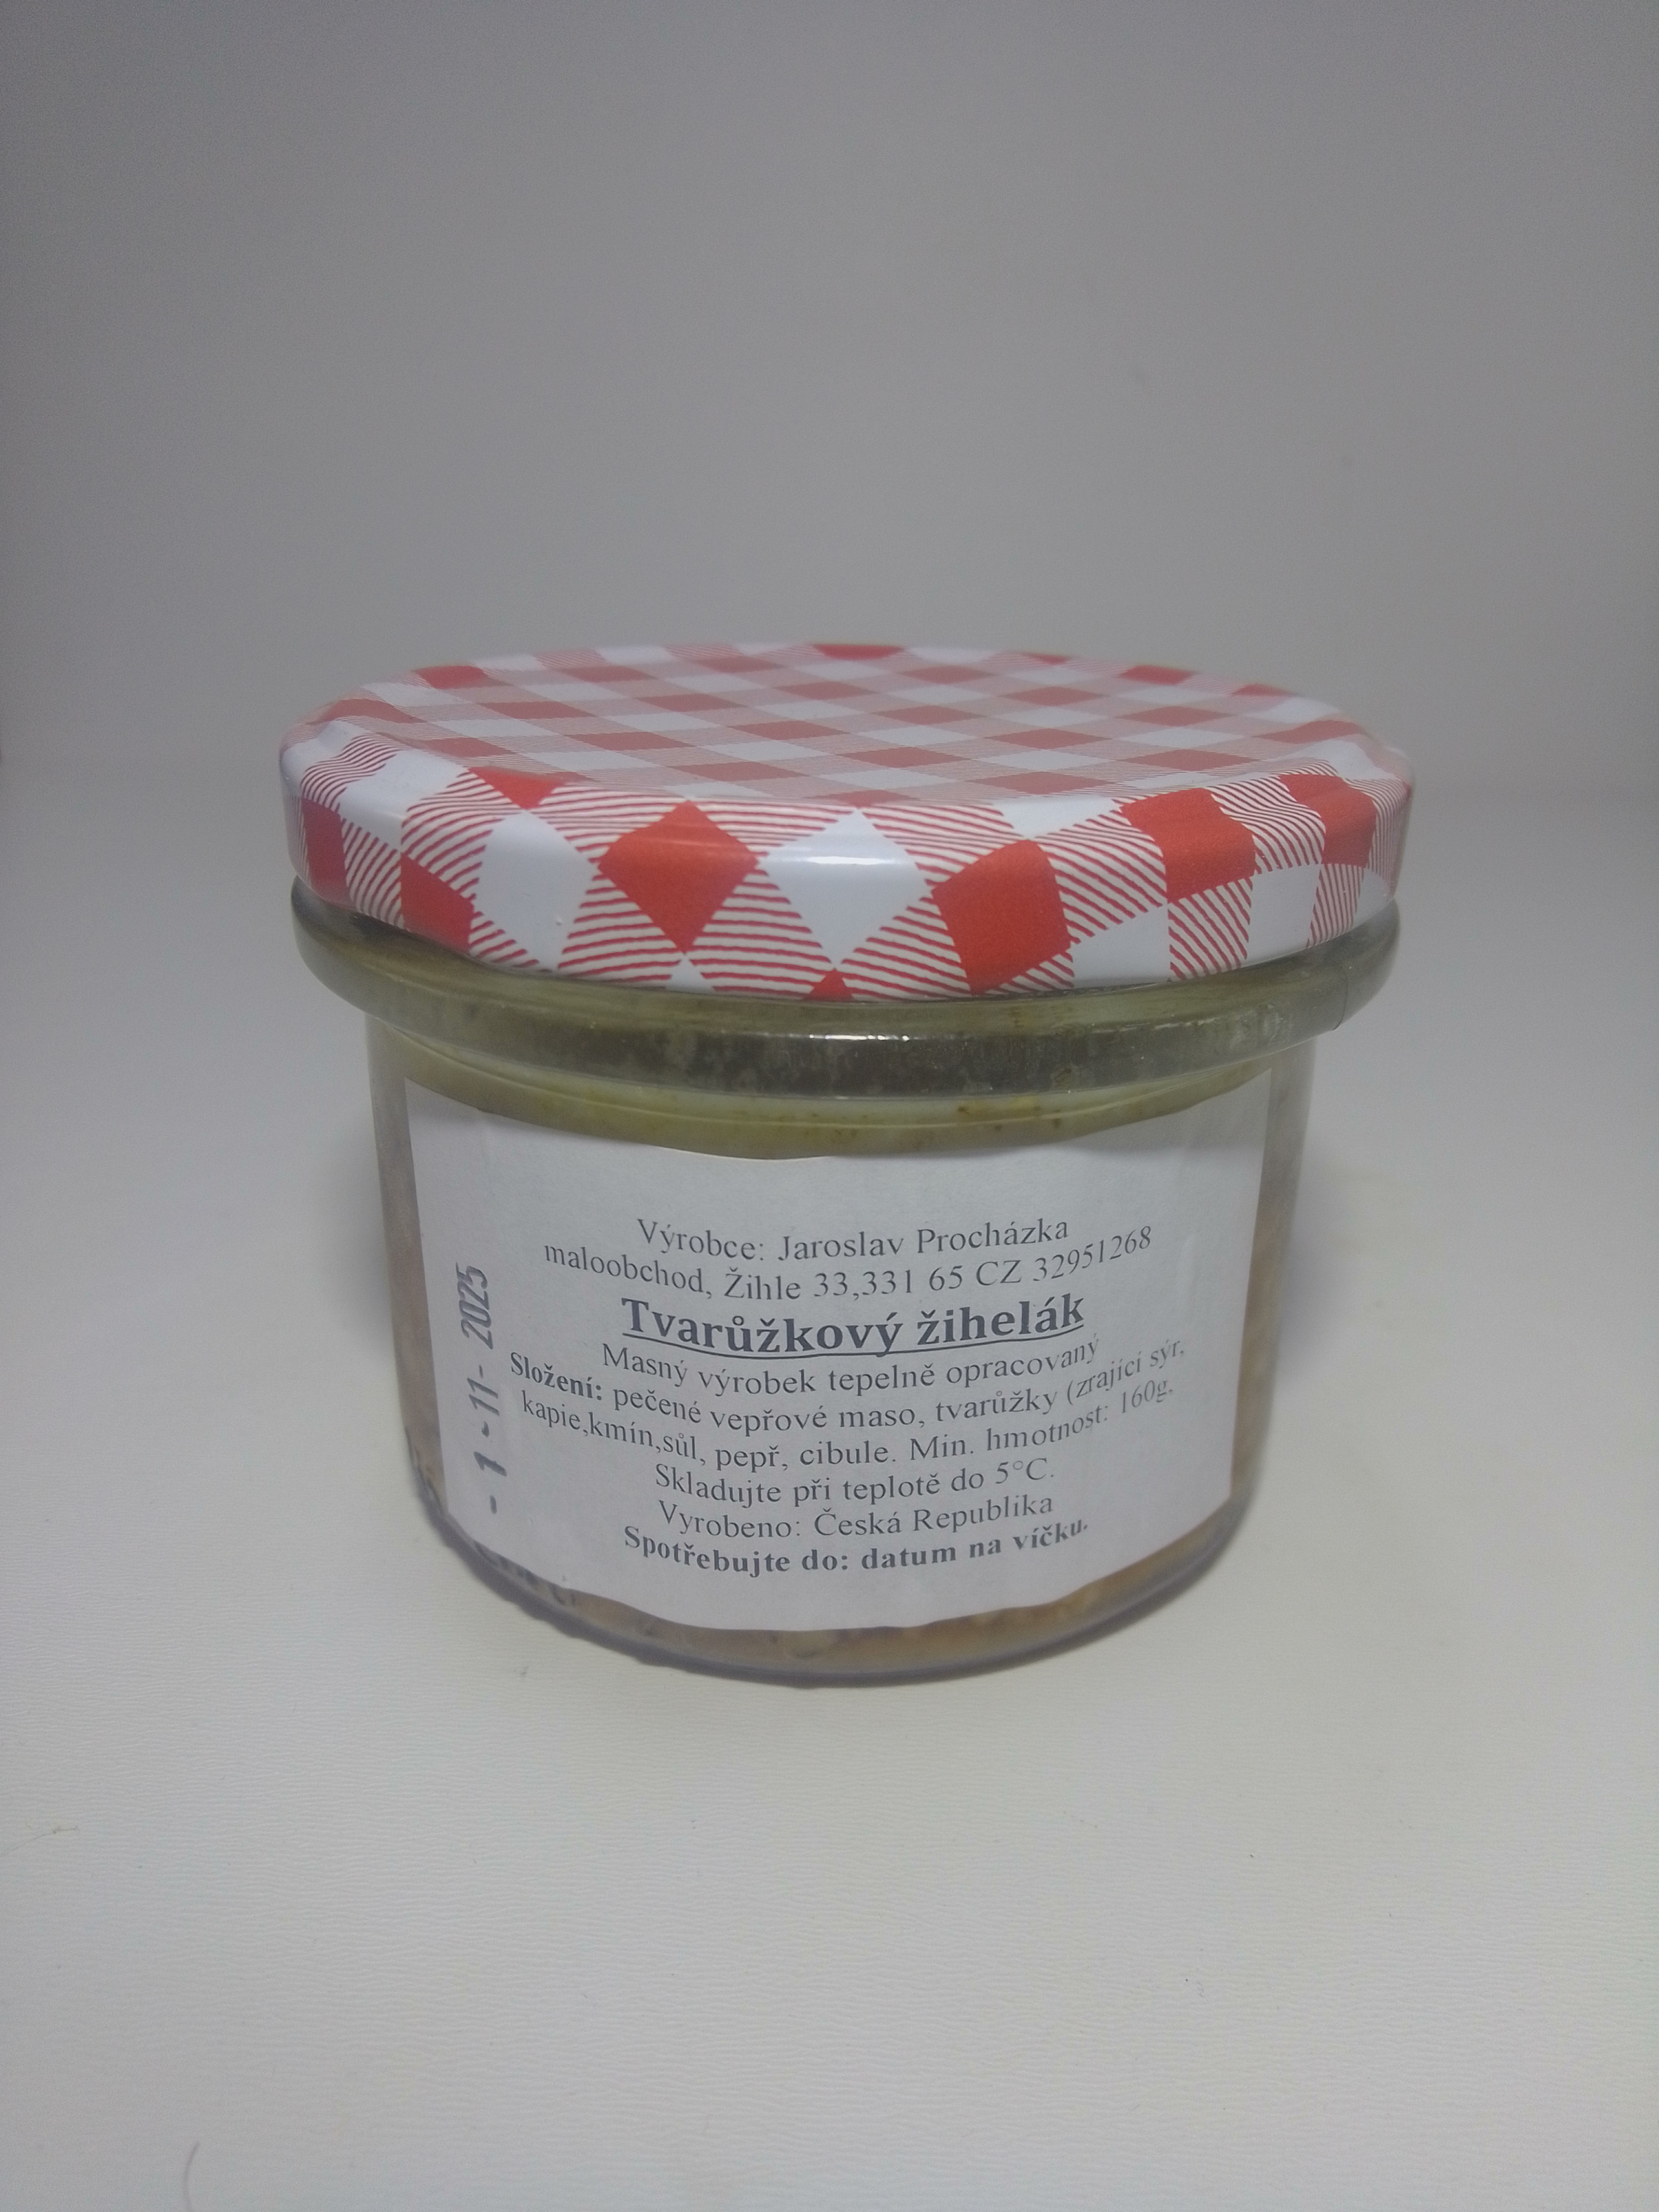 Výrobce: Jaroslav Procházka
maloobchod, Žihle 33,331 65 CZ 32951268
Tvarůžkový žihelák
Masný výrobek tepelně opracovaný
Složení: pečené vepřové maso, tvarůžky (zrající sýr,
kapie,kmín,sůl, pepř, cibule. Min. hmotnost: 160g,
Skladujte při teplotě do 5°C.
Vyrobeno: Česká Republika
Spotřebujte do: datum na víčku.
- 1 - 11 - 2025